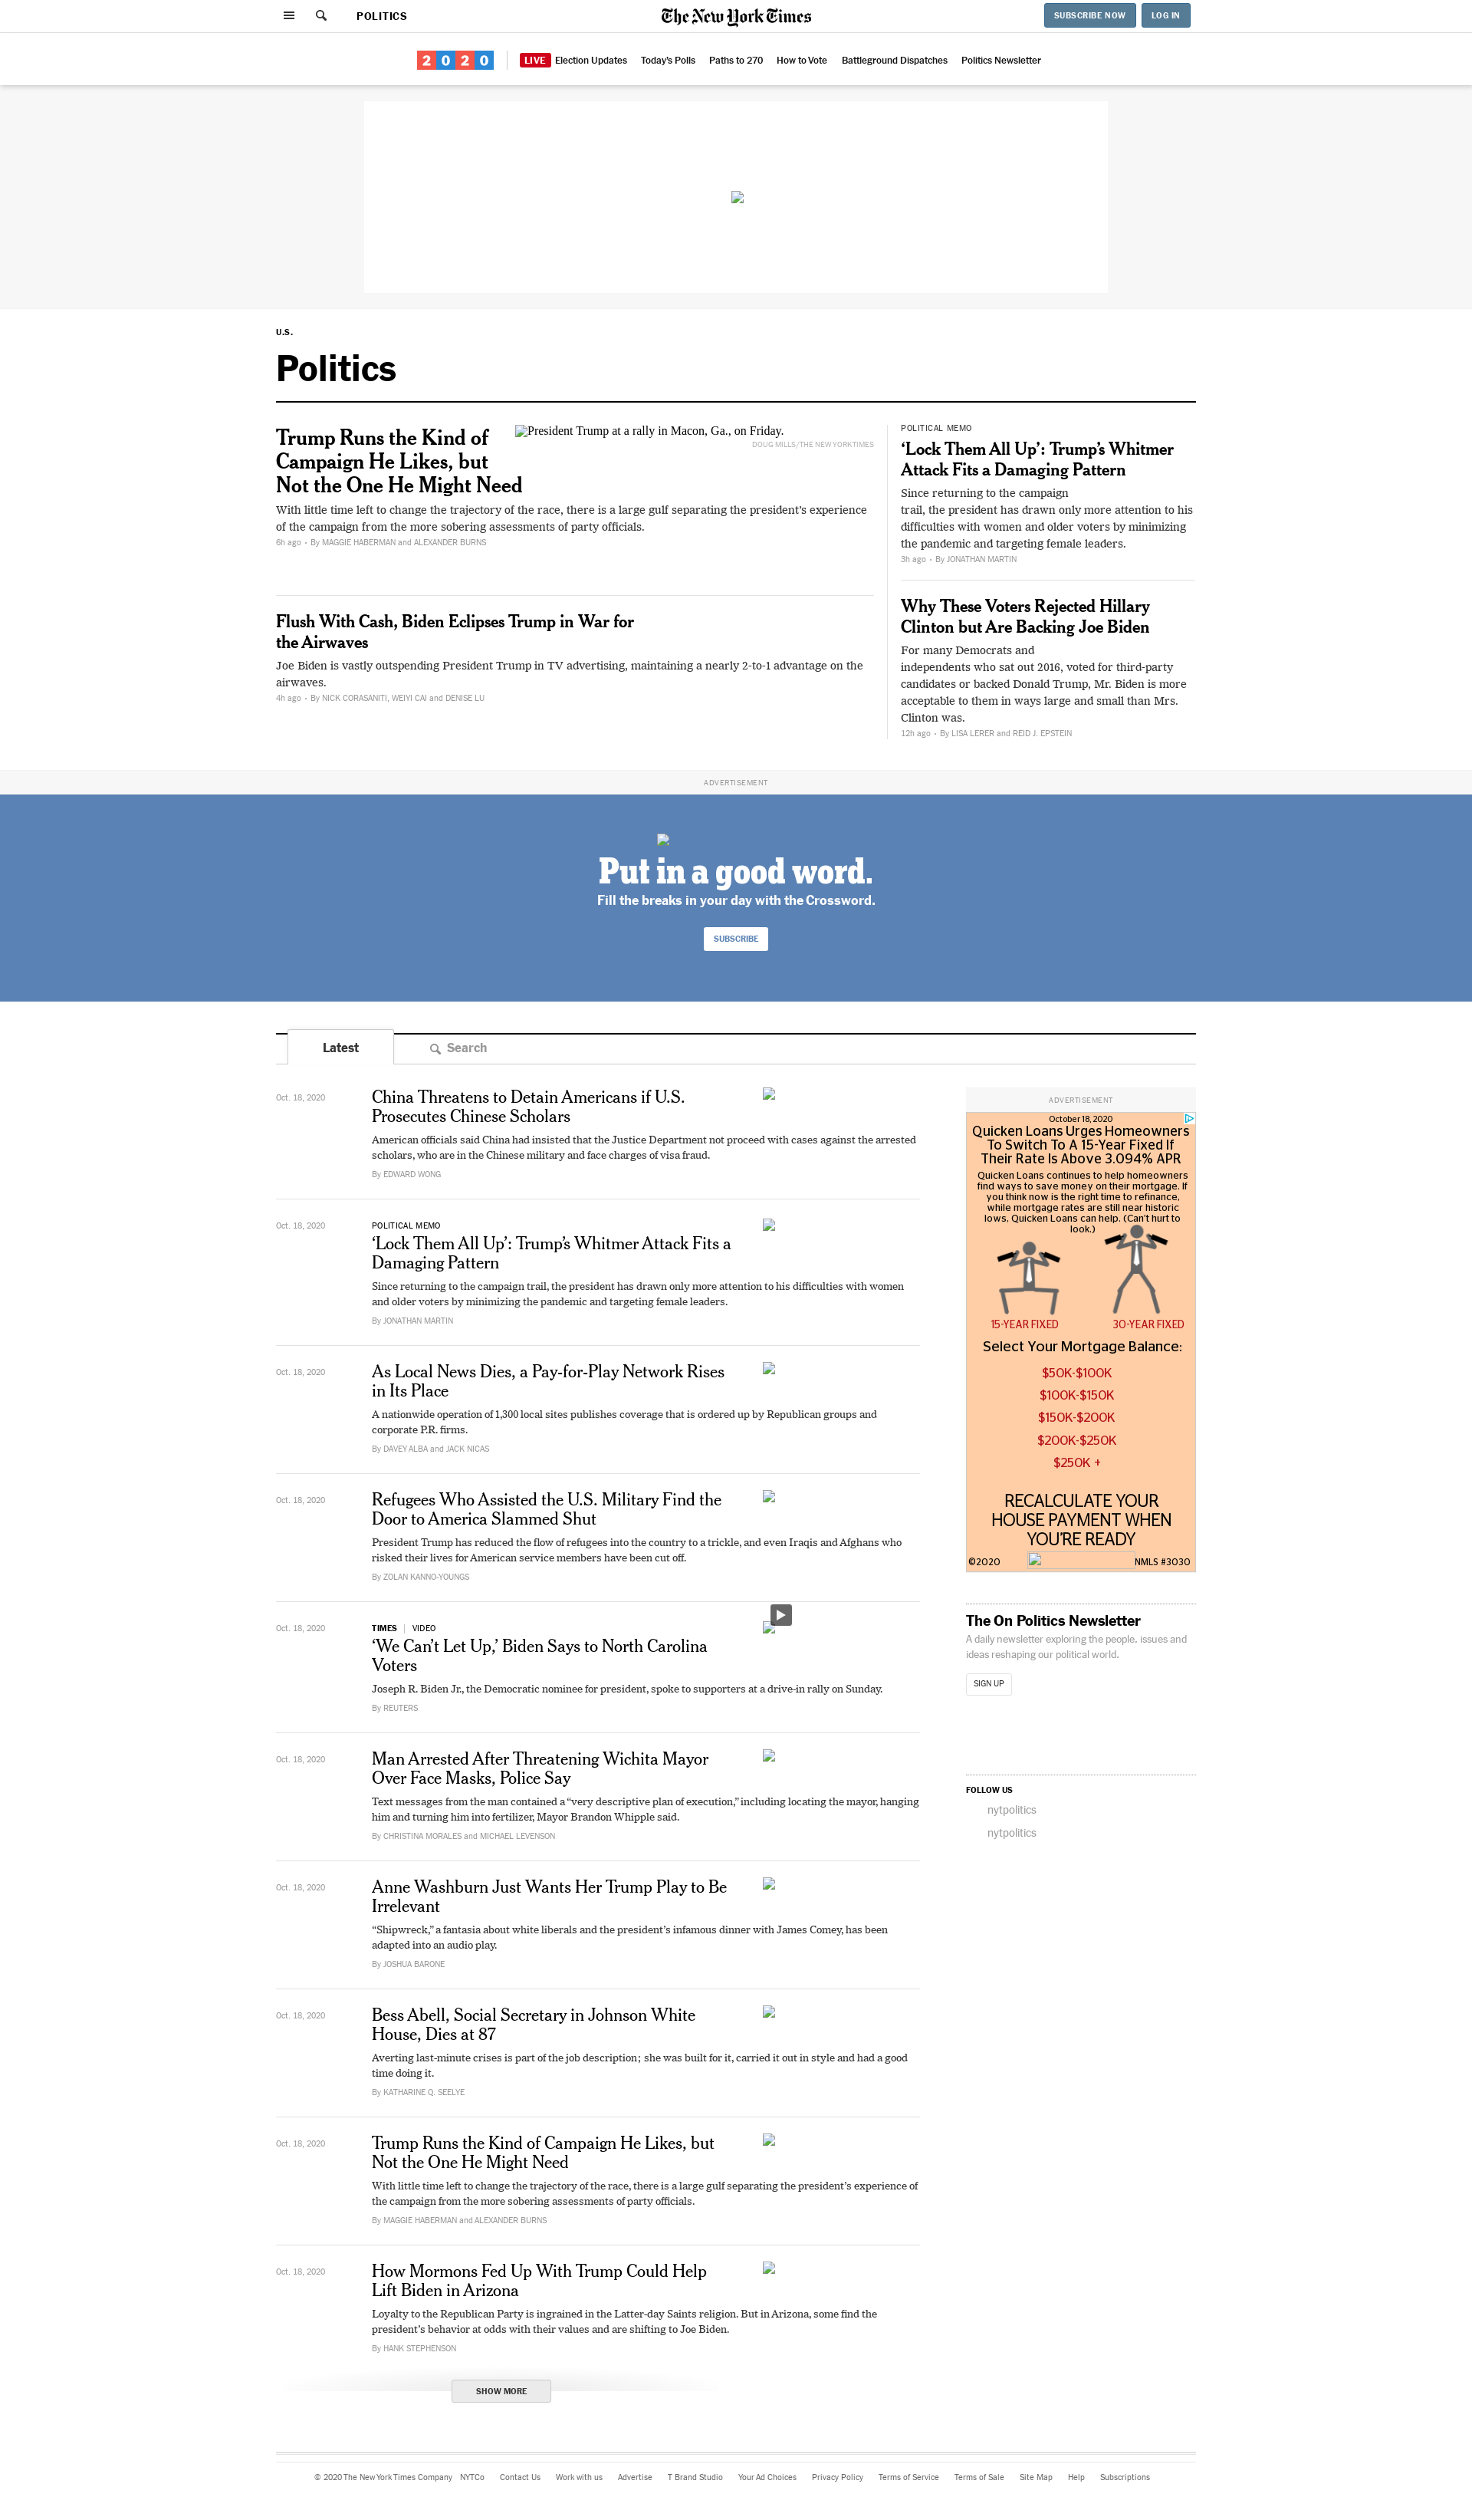 POLITICS
The New York Times
SUBSCRIBE NOW
LOG IN
2020
LIVE Election Updates
Today's Polls
Paths to 270
How to Vote
Battleground Dispatches
Politics Newsletter
U.S.
Politics
Trump Runs the Kind of
Campaign He Likes, but
Not the One He Might Need
President Trump at a rally in Macon, Ga., on Friday.
DOUG MILLS/THE NEW YORK TIMES
With little time left to change the trajectory of the race, there is a large gulf separating the president's experience
of the campaign from the more sobering assessments of party officials.
6h ago • By MAGGIE HABERMAN and ALEXANDER BURNS
Flush With Cash, Biden Eclipses Trump in War for
the Airwaves
Joe Biden is vastly outspending President Trump in TV advertising, maintaining a nearly 2-to-1 advantage on the
airwaves.
4h ago • By NICK CORASANITI, WEIYI CAI and DENISE LU
POLITICAL MEMO
‘Lock Them All Up’: Trump’s Whitmer
Attack Fits a Damaging Pattern
Since returning to the campaign
trail, the president has drawn only more attention to his
difficulties with women and older voters by minimizing
the pandemic and targeting female leaders.
3h ago • By JONATHAN MARTIN
Why These Voters Rejected Hillary
Clinton but Are Backing Joe Biden
For many Democrats and
independents who sat out 2016, voted for third-party
candidates or backed Donald Trump, Mr. Biden is more
acceptable to them in ways large and small than Mrs.
Clinton was.
12h ago • By LISA LERER and REID J. EPSTEIN
ADVERTISEMENT
Put in a good word.
Fill the breaks in your day with the Crossword.
SUBSCRIBE
Latest
Search
Oct. 18, 2020
China Threatens to Detain Americans if U.S.
Prosecutes Chinese Scholars
American officials said China had insisted that the Justice Department not proceed with cases against the arrested
scholars, who are in the Chinese military and face charges of visa fraud.
By EDWARD WONG
Oct. 18, 2020
POLITICAL MEMO
‘Lock Them All Up’: Trump’s Whitmer Attack Fits a
Damaging Pattern
Since returning to the campaign trail, the president has drawn only more attention to his difficulties with women
and older voters by minimizing the pandemic and targeting female leaders.
By JONATHAN MARTIN
Oct. 18, 2020
As Local News Dies, a Pay-for-Play Network Rises
in Its Place
A nationwide operation of 1,300 local sites publishes coverage that is ordered up by Republican groups and
corporate P.R. firms.
By DAVEY ALBA and JACK NICAS
Oct. 18, 2020
Refugees Who Assisted the U.S. Military Find the
Door to America Slammed Shut
President Trump has reduced the flow of refugees into the country to a trickle, and even Iraqis and Afghans who
risked their lives for American service members have been cut off.
By ZOLAN KANNO-YOUNGS
Oct. 18, 2020
TIMES | VIDEO
‘We Can’t Let Up,’ Biden Says to North Carolina
Voters
Joseph R. Biden Jr., the Democratic nominee for president, spoke to supporters at a drive-in rally on Sunday.
By REUTERS
Oct. 18, 2020
Man Arrested After Threatening Wichita Mayor
Over Face Masks, Police Say
Text messages from the man contained a “very descriptive plan of execution,” including locating the mayor, hanging
him and turning him into fertilizer, Mayor Brandon Whipple said.
By CHRISTINA MORALES and MICHAEL LEVENSON
Oct. 18, 2020
Anne Washburn Just Wants Her Trump Play to Be
Irrelevant
“Shipwreck,” a fantasia about white liberals and the president’s infamous dinner with James Comey, has been
adapted into an audio play.
By JOSHUA BARONE
Oct. 18, 2020
Bess Abell, Social Secretary in Johnson White
House, Dies at 87
Averting last-minute crises is part of the job description; she was built for it, carried it out in style and had a good
time doing it.
By KATHARINE Q. SEELYE
Oct. 18, 2020
Trump Runs the Kind of Campaign He Likes, but
Not the One He Might Need
With little time left to change the trajectory of the race, there is a large gulf separating the president’s experience of
the campaign from the more sobering assessments of party officials.
By MAGGIE HABERMAN and ALEXANDER BURNS
Oct. 18, 2020
How Mormons Fed Up With Trump Could Help
Lift Biden in Arizona
Loyalty to the Republican Party is ingrained in the Latter-day Saints religion. But in Arizona, some find the
president’s behavior at odds with their values and are shifting to Joe Biden.
By HANK STEPHENSON
SHOW MORE
ADVERTISEMENT
October 18, 2020
Quicken Loans Urges Homeowners
To Switch To A 15-Year Fixed If
Their Rate Is Above 3.094% APR
Quicken Loans continues to help homeowners
find ways to save money on their mortgage. If
you think now is the right time to refinance,
while mortgage rates are still near historic
lows, Quicken Loans can help. (Can't hurt to
look.)
15-YEAR FIXED
30-YEAR FIXED
Select Your Mortgage Balance:
$50K-$100K
$100K-$150K
$150K-$200K
$200K-$250K
$250K +
RECALCULATE YOUR
HOUSE PAYMENT WHEN
YOU'RE READY
©2020
NMLS #3030
The On Politics Newsletter
A daily newsletter exploring the people, issues and
ideas reshaping our political world.
SIGN UP
FOLLOW US
nytpolitics
nytpolitics
© 2020 The New York Times Company
NYTCo
Contact Us
Work with us
Advertise
T Brand Studio
Your Ad Choices
Privacy Policy
Terms of Service
Terms of Sale
Site Map
Help
Subscriptions